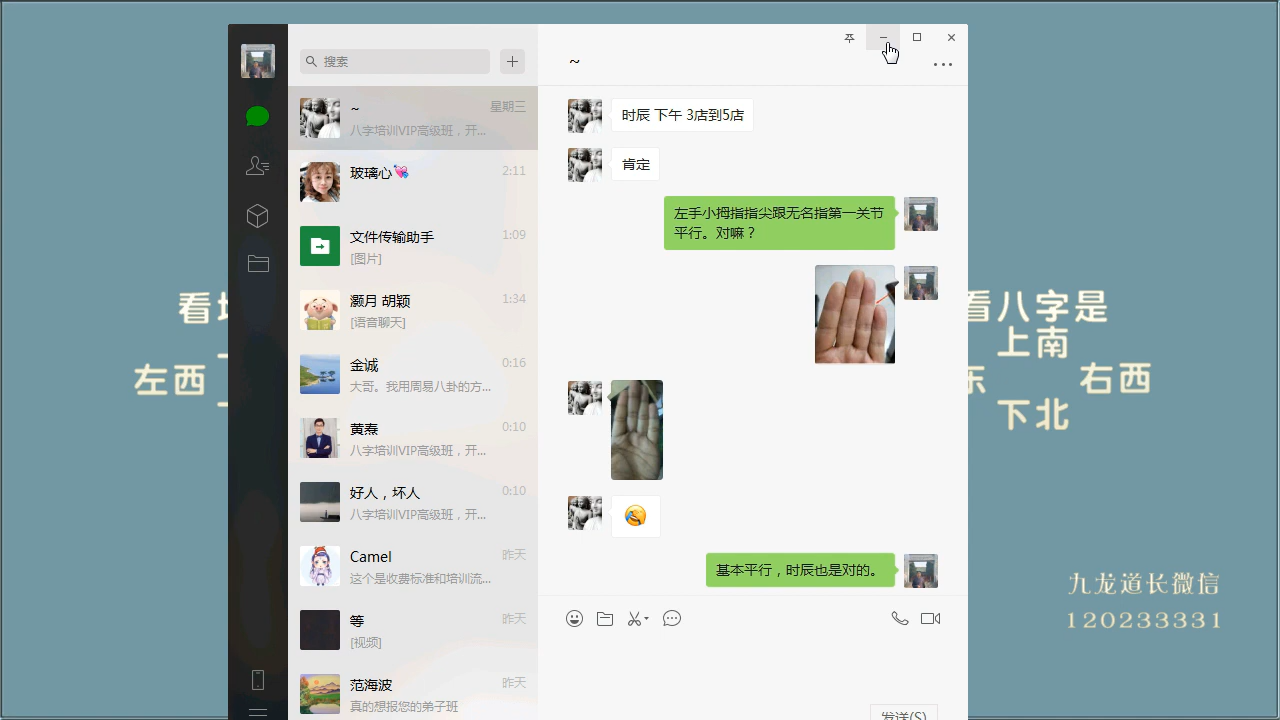 搜索
~
星期三
八字培训VIP高级班，开...
玻璃心
2:11
文件传输助手
1:09
[图片]
灏月 胡颖
1:34
[语音聊天]
金诚
0:16
大哥。我用周易八卦的方...
黄燕
0:10
八字培训VIP高级班，开...
好人，坏人
0:10
八字培训VIP高级班，开...
Camel
昨天
这个是收费标准和培训流...
等
昨天
[视频]
范海波
昨天
真的想报您的弟子班
~
时辰 下午 3店到5店
肯定
左手小拇指指尖跟无名指第一关节
平行。对嘛？
基本平行，时辰也是对的。
发送(S)
看
左西
看八字是
上南
东
右西
下北
九龙道长微信
120233331